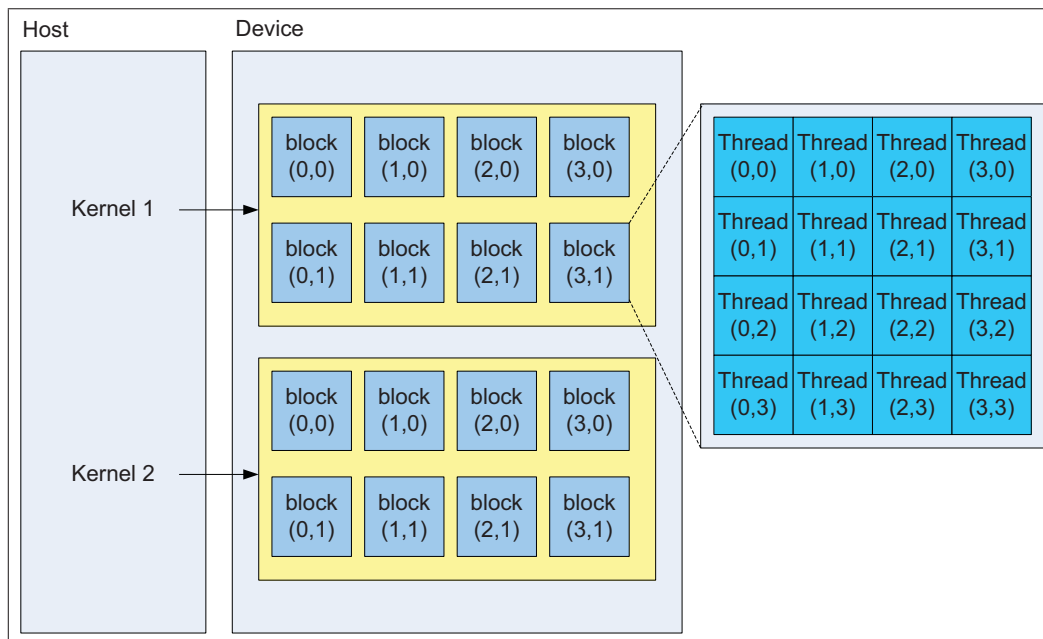 Host
Device
block block block block
(0,0) (1,0) (2,0) (3,0)
Kernel 1
block block block block
(0,1) (1,1) (2,1) (3,1)
Thread Thread Thread Thread
(0,0) (1,0) (2,0) (3,0)
Thread Thread Thread Thread
(0,1) (1,1) (2,1) (3,1)
Thread Thread Thread Thread
(0,2) (1,2) (2,2) (3,2)
Thread Thread Thread Thread
(0,3) (1,3) (2,3) (3,3)
block block block block
(0,0) (1,0) (2,0) (3,0)
Kernel 2
block block block block
(0,1) (1,1) (2,1) (3,1)